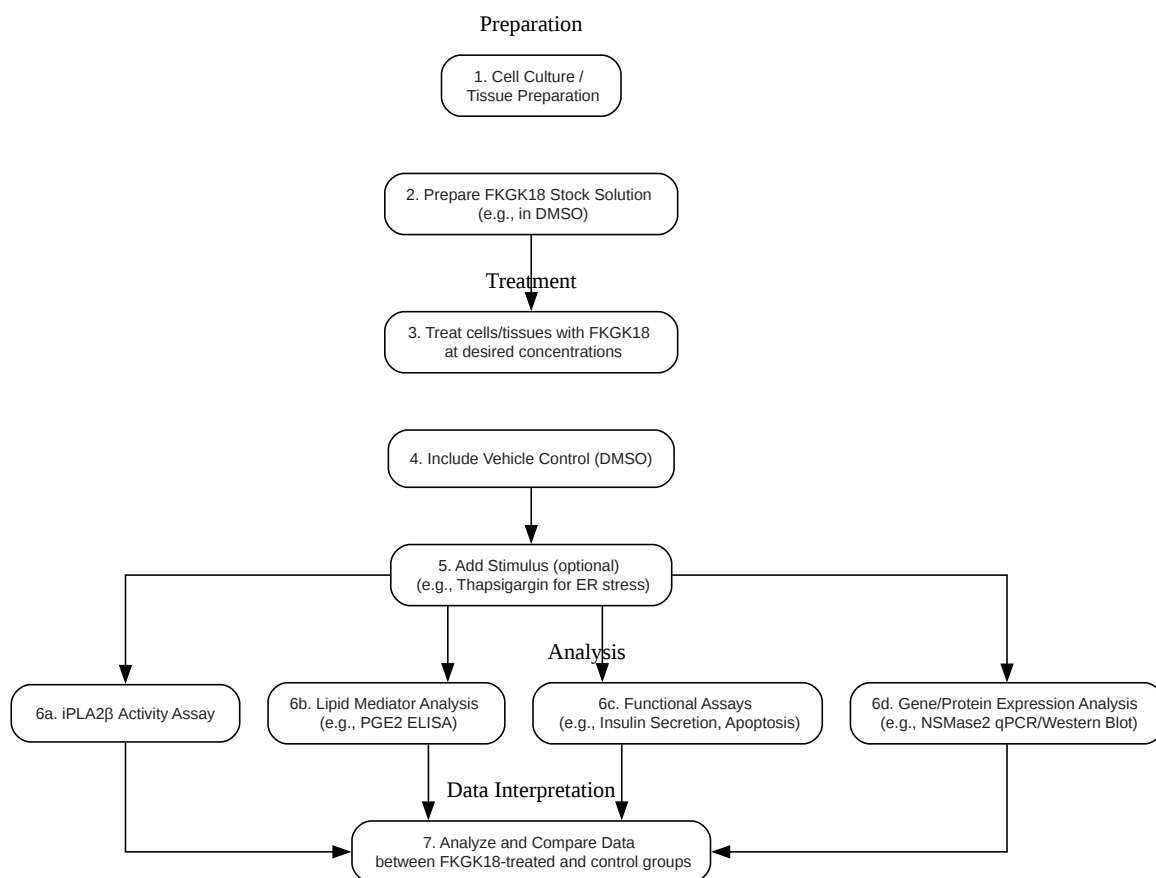 Preparation
1. Cell Culture /
Tissue Preparation
2. Prepare FKGK18 Stock Solution
(e.g., in DMSO)
Treatment
3. Treat cells/tissues with FKGK18
at desired concentrations
4. Include Vehicle Control (DMSO)
5. Add Stimulus (optional)
(e.g., Thapsigargin for ER stress)
Analysis
6a. iPLA2β Activity Assay
6b. Lipid Mediator Analysis
(e.g., PGE2 ELISA)
6c. Functional Assays
(e.g., Insulin Secretion, Apoptosis)
6d. Gene/Protein Expression Analysis
(e.g., NSMase2 qPCR/Western Blot)
Data Interpretation
7. Analyze and Compare Data
between FKGK18-treated and control groups